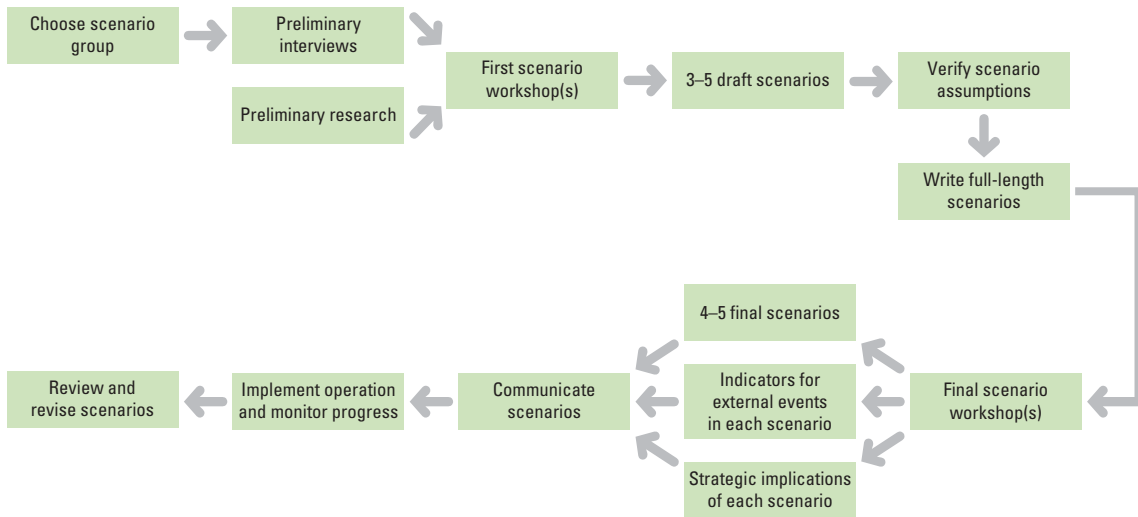 Choose scenario
group
Preliminary
interviews
Preliminary research
First scenario
workshop(s)
3–5 draft scenarios
Verify scenario
assumptions
Write full-length
scenarios
Final scenario
workshop(s)
4–5 final scenarios
Indicators for
external events
in each scenario
Strategic implications
of each scenario
Communicate
scenarios
Implement operation
and monitor progress
Review and
revise scenarios